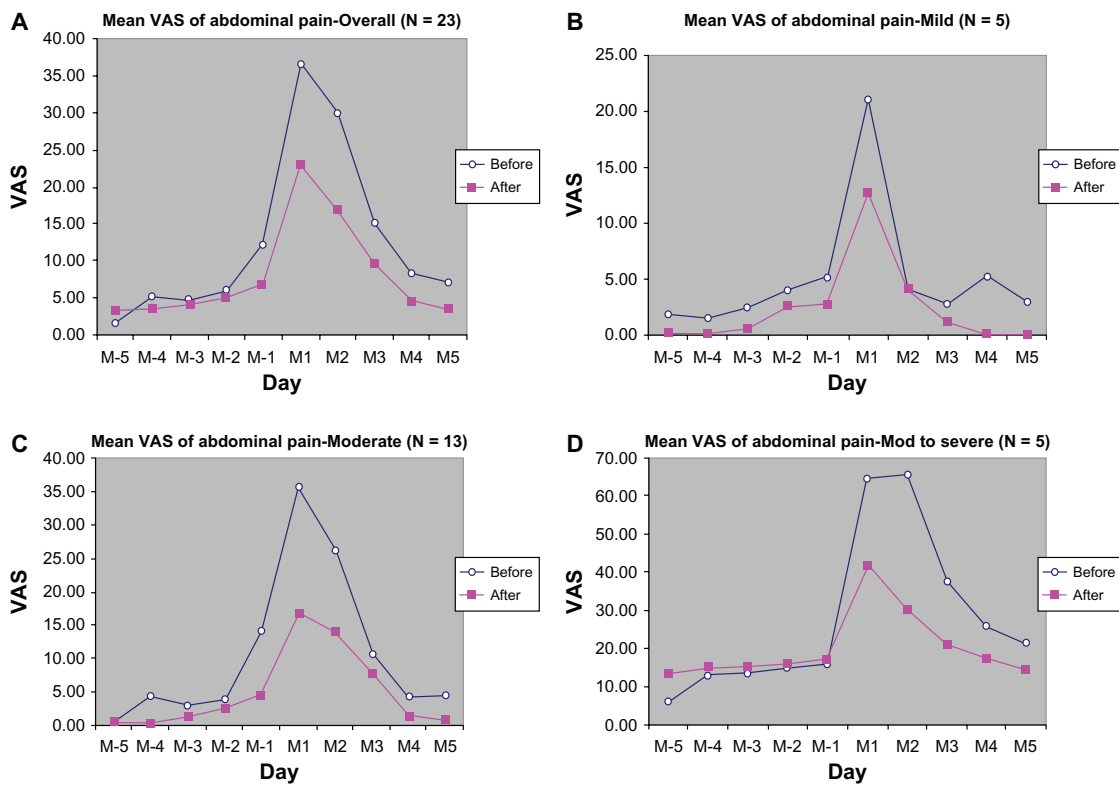 A
Mean VAS of abdominal pain-Overall (N = 23)
40.00
35.00
30.00
25.00
20.00
15.00
10.00
5.00
0.00
VAS
M-5 M-4 M-3 M-2 M-1 M1 M2 M3 M4 M5
Day
Before
After
B
Mean VAS of abdominal pain-Mild (N = 5)
25.00
20.00
15.00
10.00
5.00
0.00
VAS
M-5 M-4 M-3 M-2 M-1 M1 M2 M3 M4 M5
Day
Before
After
C
Mean VAS of abdominal pain-Moderate (N = 13)
40.00
35.00
30.00
25.00
20.00
15.00
10.00
5.00
0.00
VAS
M-5 M-4 M-3 M-2 M-1 M1 M2 M3 M4 M5
Day
Before
After
D
Mean VAS of abdominal pain-Mod to severe (N = 5)
70.00
60.00
50.00
40.00
30.00
20.00
10.00
0.00
VAS
M-5 M-4 M-3 M-2 M-1 M1 M2 M3 M4 M5
Day
Before
After